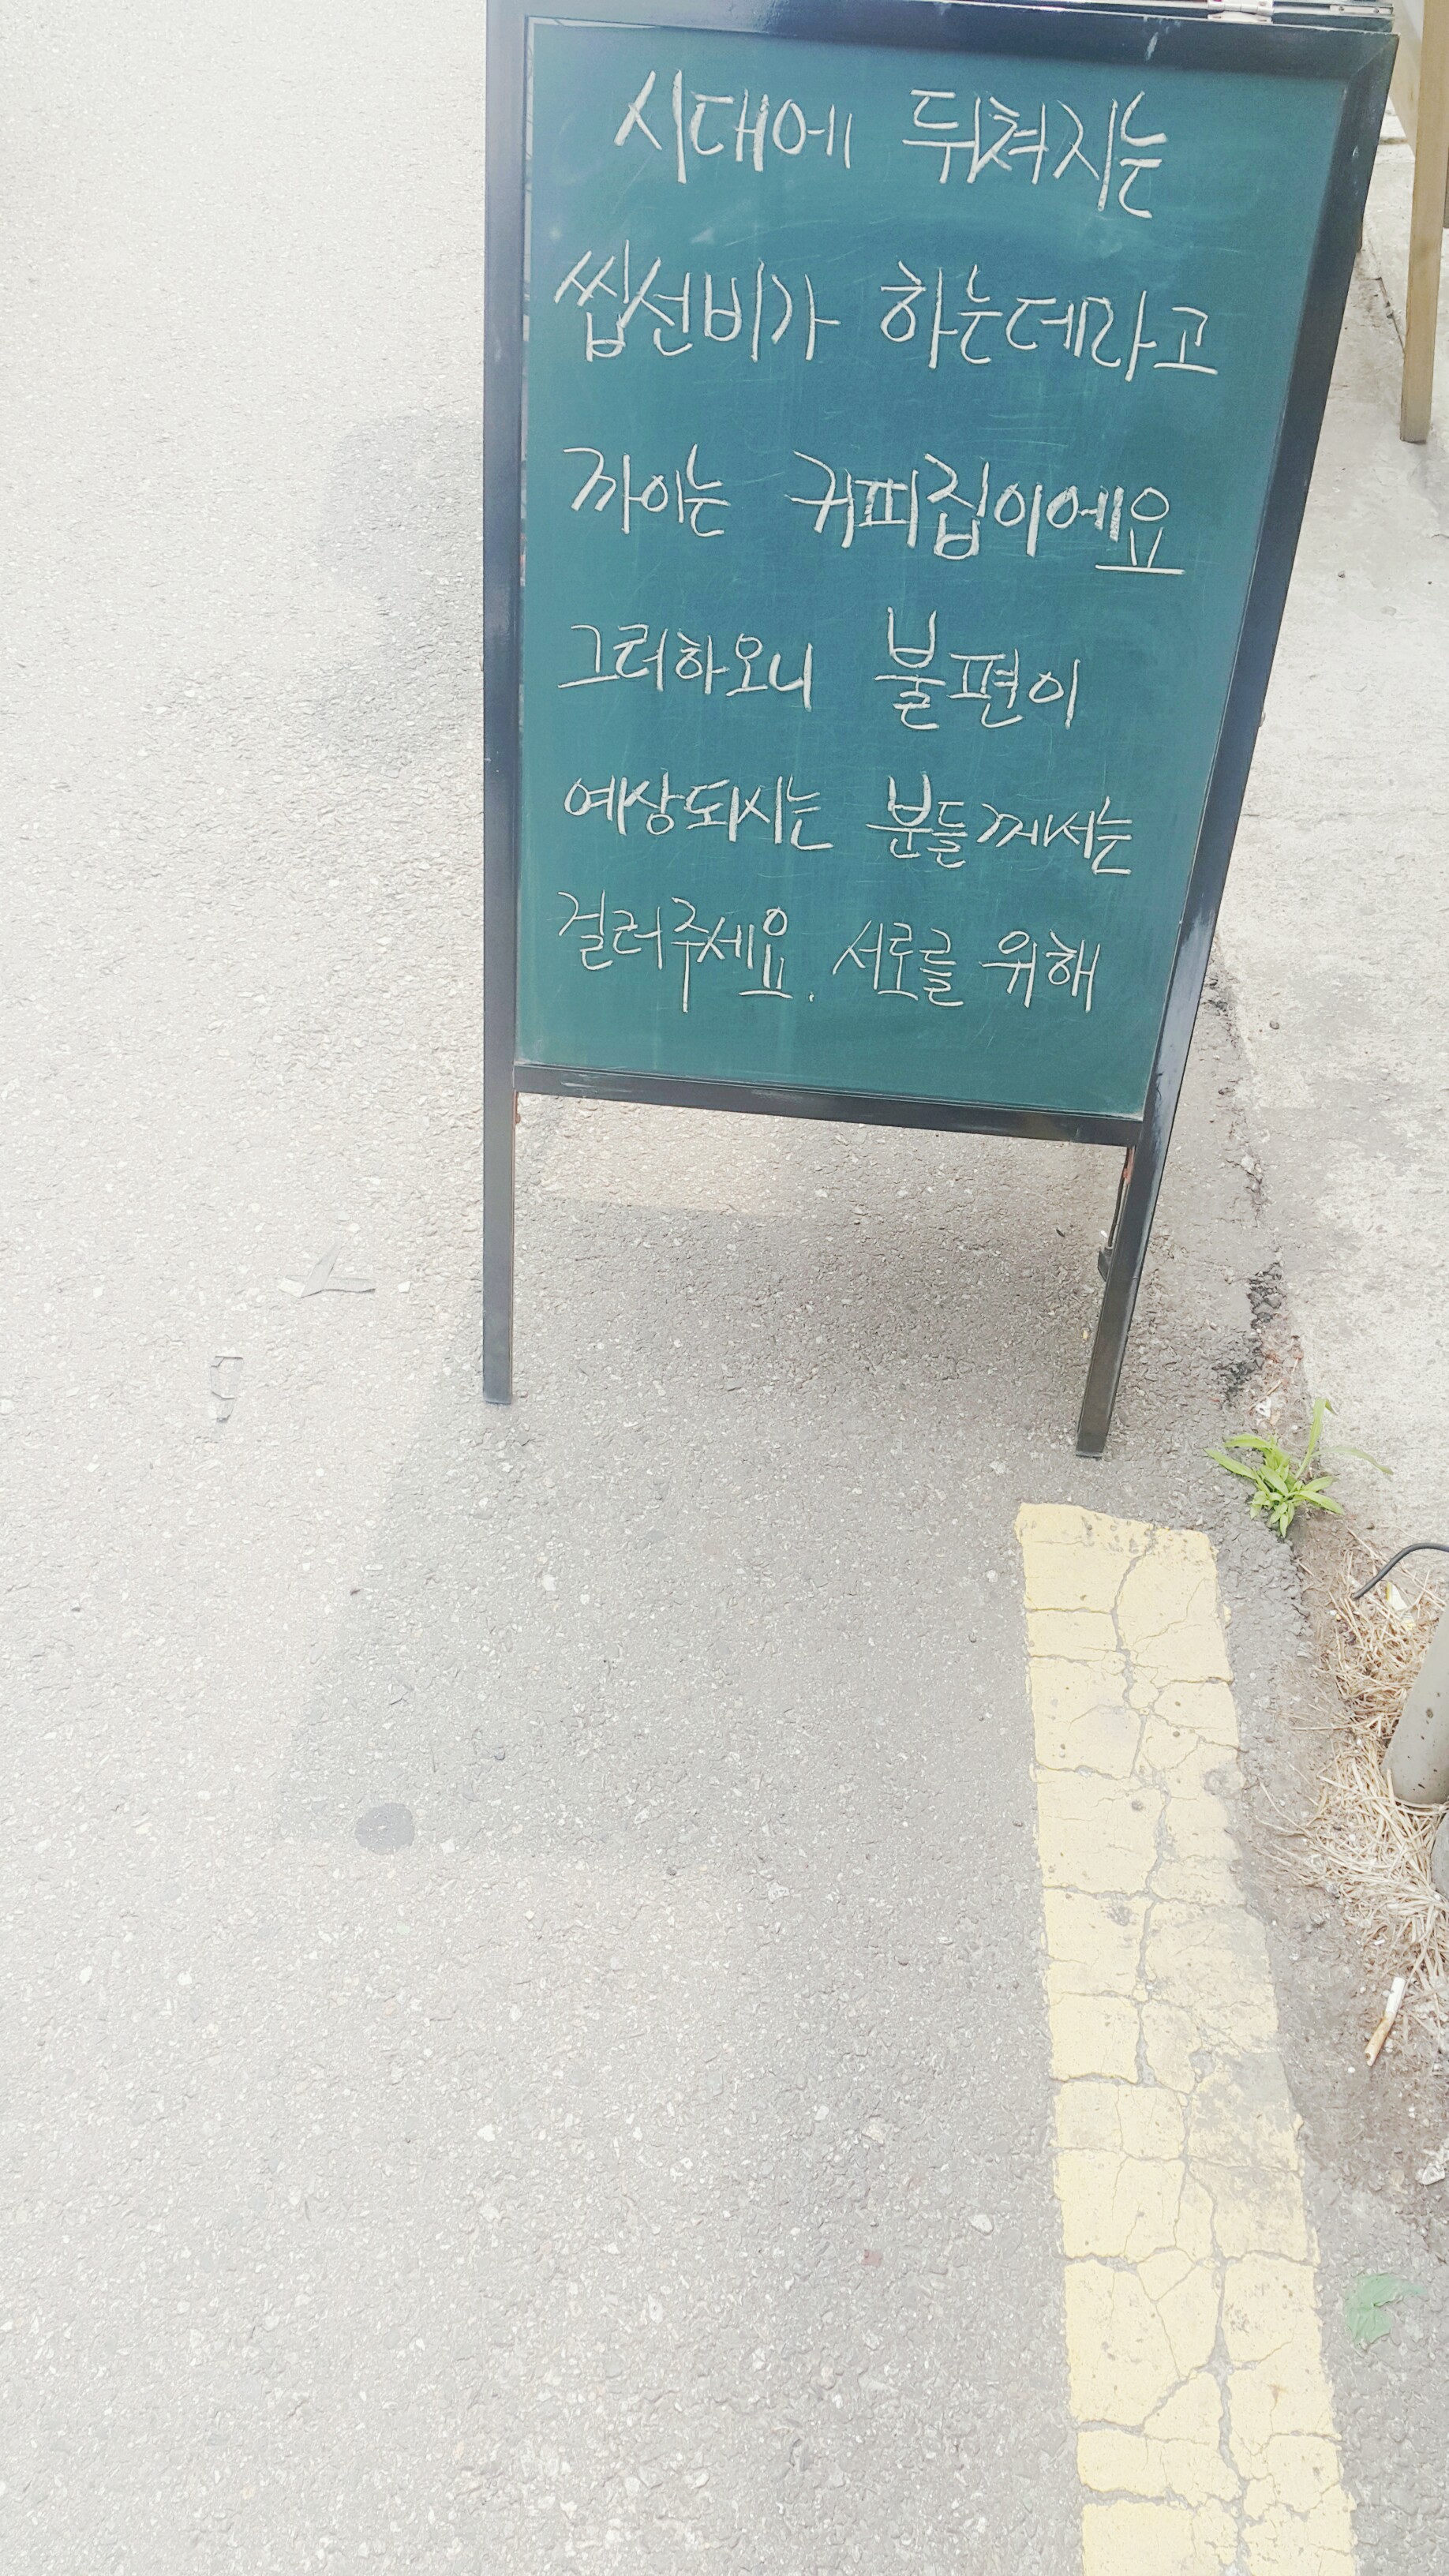 시대에 뒤쳐지는
씹선비가 하는데라고
까이는 커피집이에요
그러하오니 불편이
예상되시는 분들께서는
걸러주세요. 서로를 위해